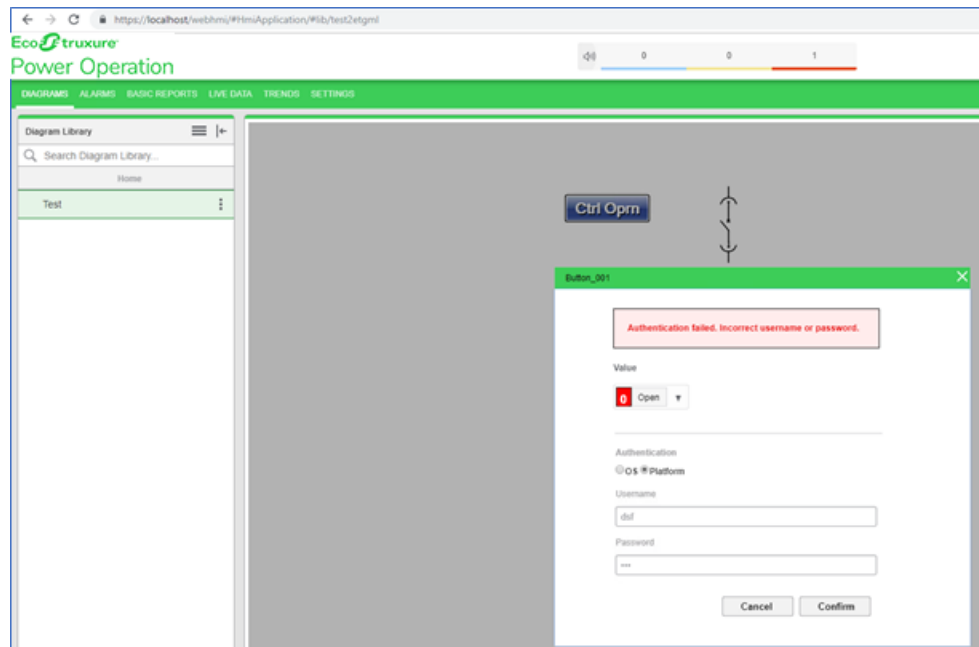 https://localhost/webhmi/#HmiApplication/#lib/test2etgml
EcoStruxure
Power Operation
0 0 1
DIAGRAMS ALARMS BASIC REPORTS LIVE DATA TRENDS SETTINGS
Diagram Library
Search Diagram Library...
Home
Test
Ctrl Oprn
Button_001
Authentication failed. Incorrect username or password.
Value
0 Open
Authentication
OS Platform
Username
dsf
Password
•••
Cancel Confirm